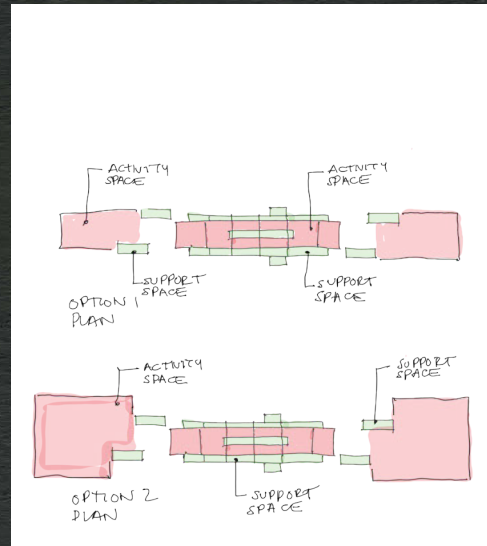 ACTIVITY
SPACE
ACTIVITY
SPACE
SUPPORT
SPACE
SUPPORT
SPACE
OPTION 1
PLAN
ACTIVITY
SPACE
SUPPORT
SPACE
OPTION 2
PLAN
SUPPORT
SPACE